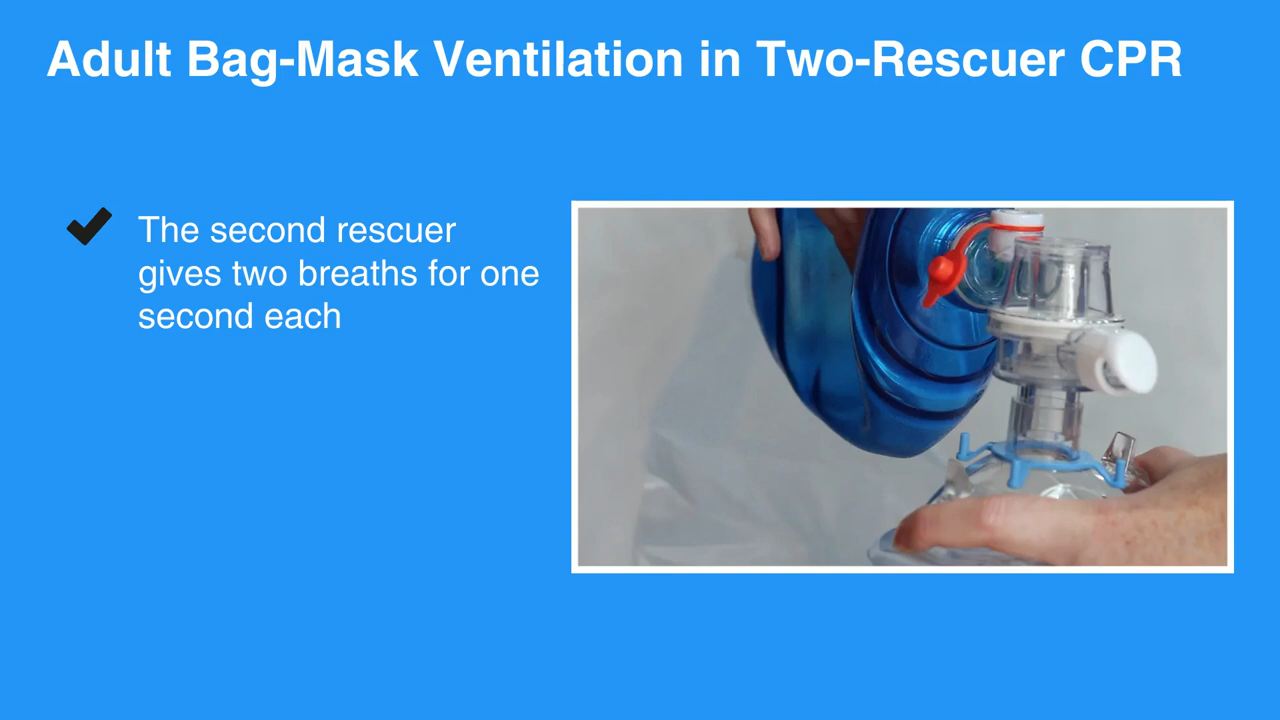 Adult Bag-Mask Ventilation in Two-Rescuer CPR
The second rescuer
gives two breaths for one
second each